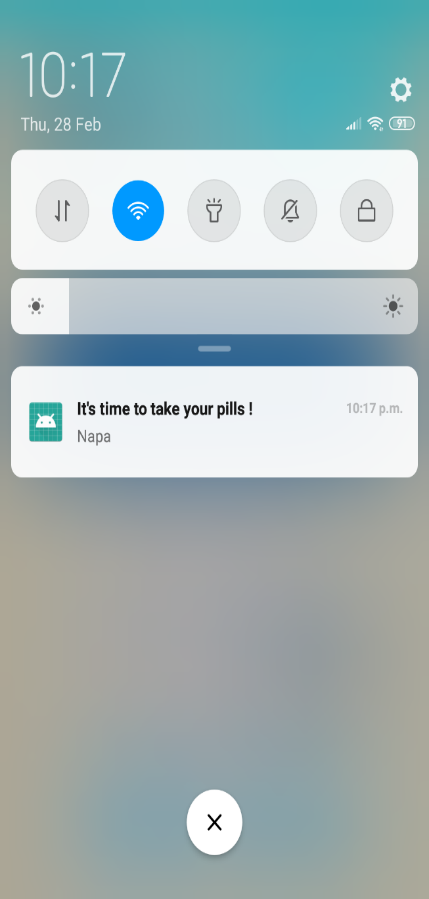 10:17
Thu, 28 Feb
91
It's time to take your pills !
10:17 p.m.
Napa